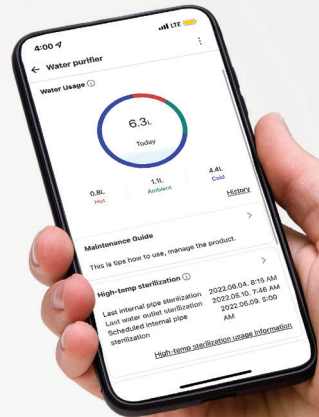 4:00
LTE
← Water purifier
Water Usage
6.3L
Today
0.8L
Hot
1.1L
Ambient
4.4L
Cold
History
Maintenance Guide
This is tips how to use, manage the product.
High-temp sterilization
Last internal pipe sterilization 2022.06.04. 8:15 AM
Last water outlet sterilization 2022.05.10. 7:46 AM
Scheduled internal pipe sterilization 2022.06.09. 5:00 AM
High-temp sterilization usage information